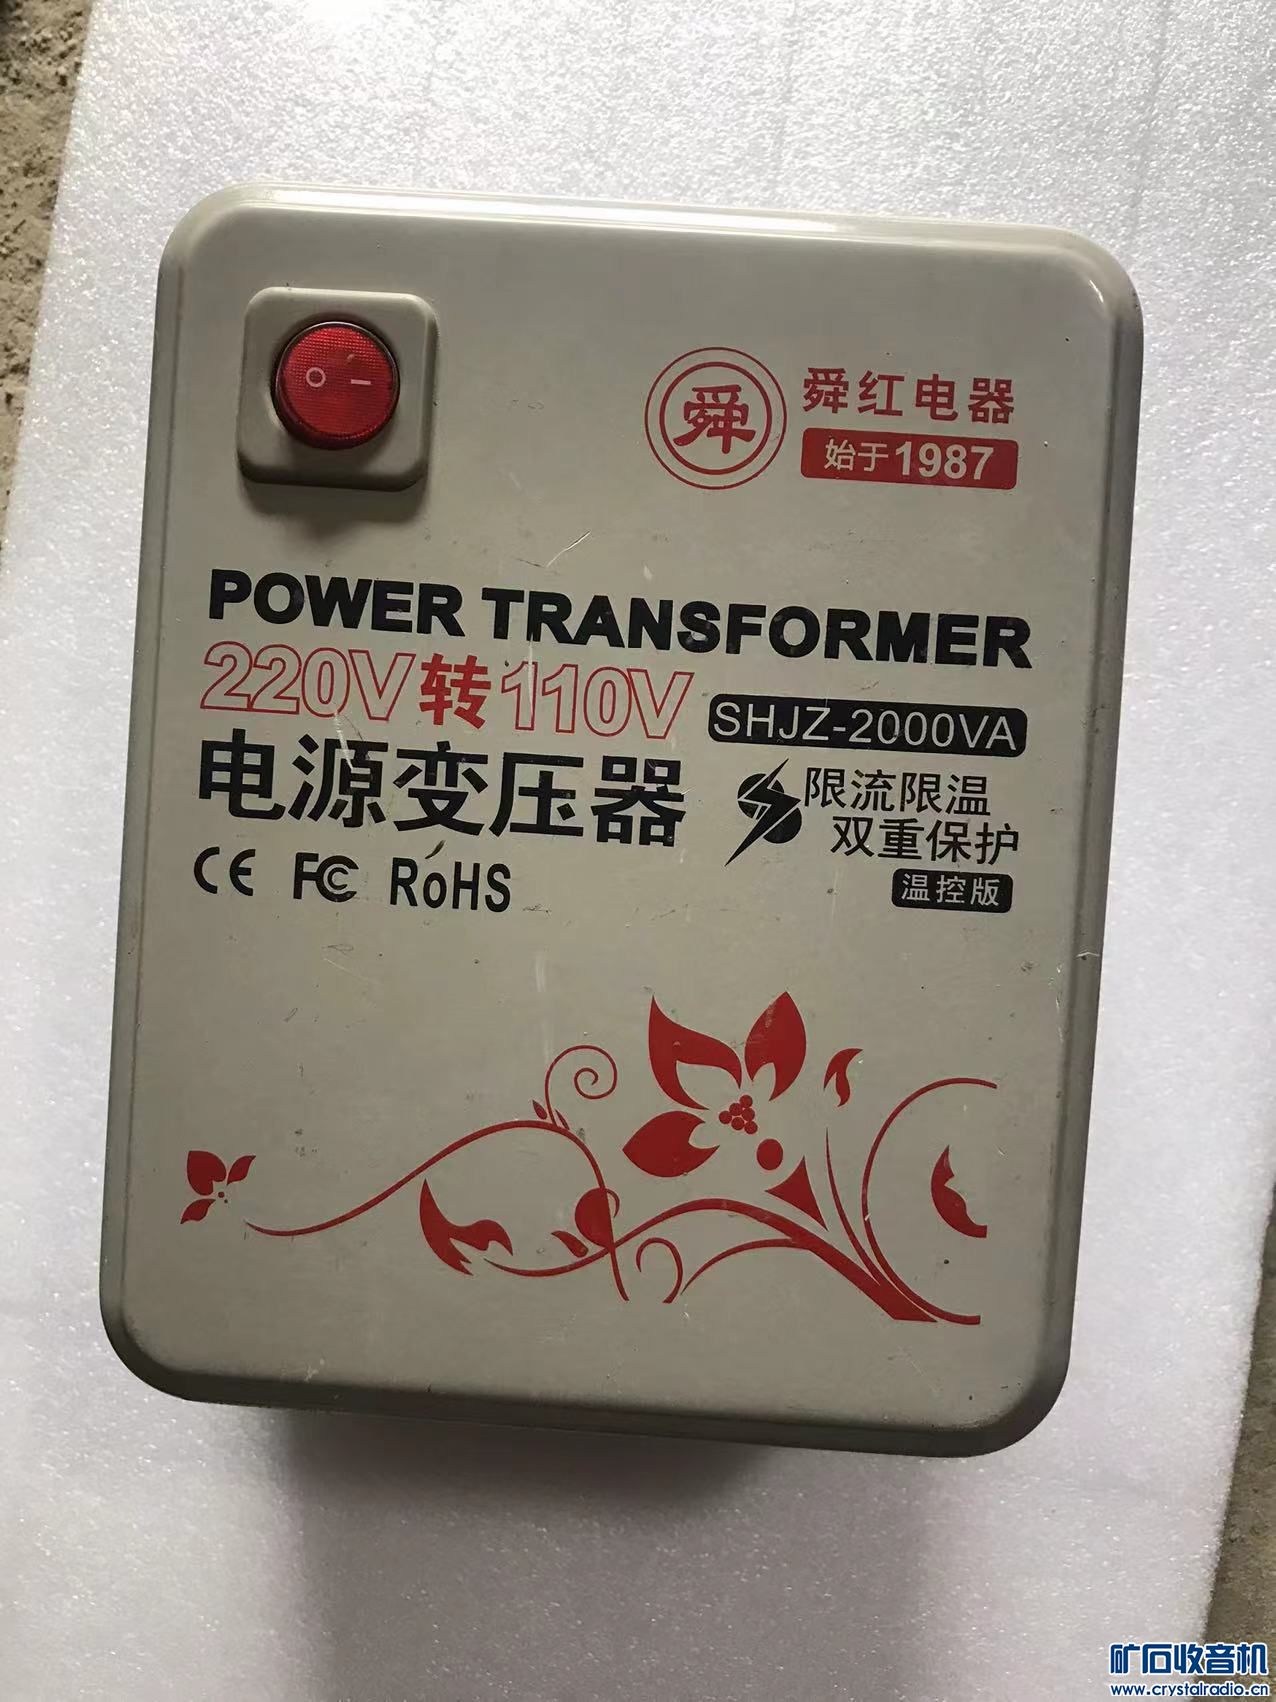 O —
舜
舜红电器
始于1987
POWER TRANSFORMER
220V转110V
SHJZ-2000VA
电源变压器
限流限温
双重保护
温控版
CE FC RoHS
矿石收音机
www.crystalradio.cn